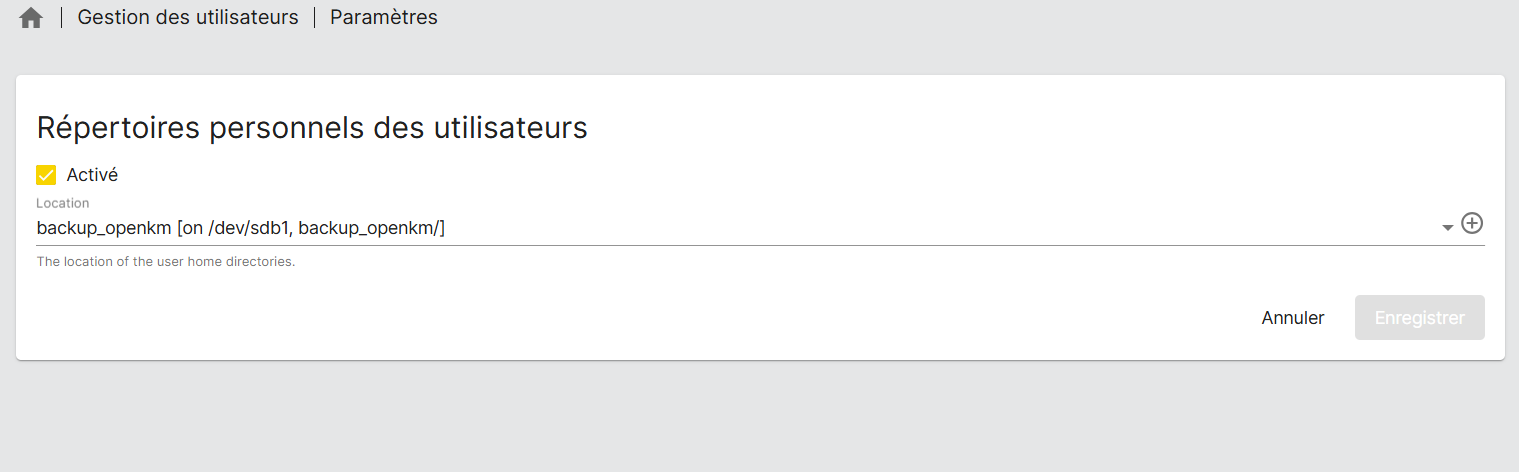 Gestion des utilisateurs | Paramètres
Répertoires personnels des utilisateurs
Activé
Location
backup_openkm [on /dev/sdb1, backup_openkm/]
The location of the user home directories.
Annuler Enregistrer